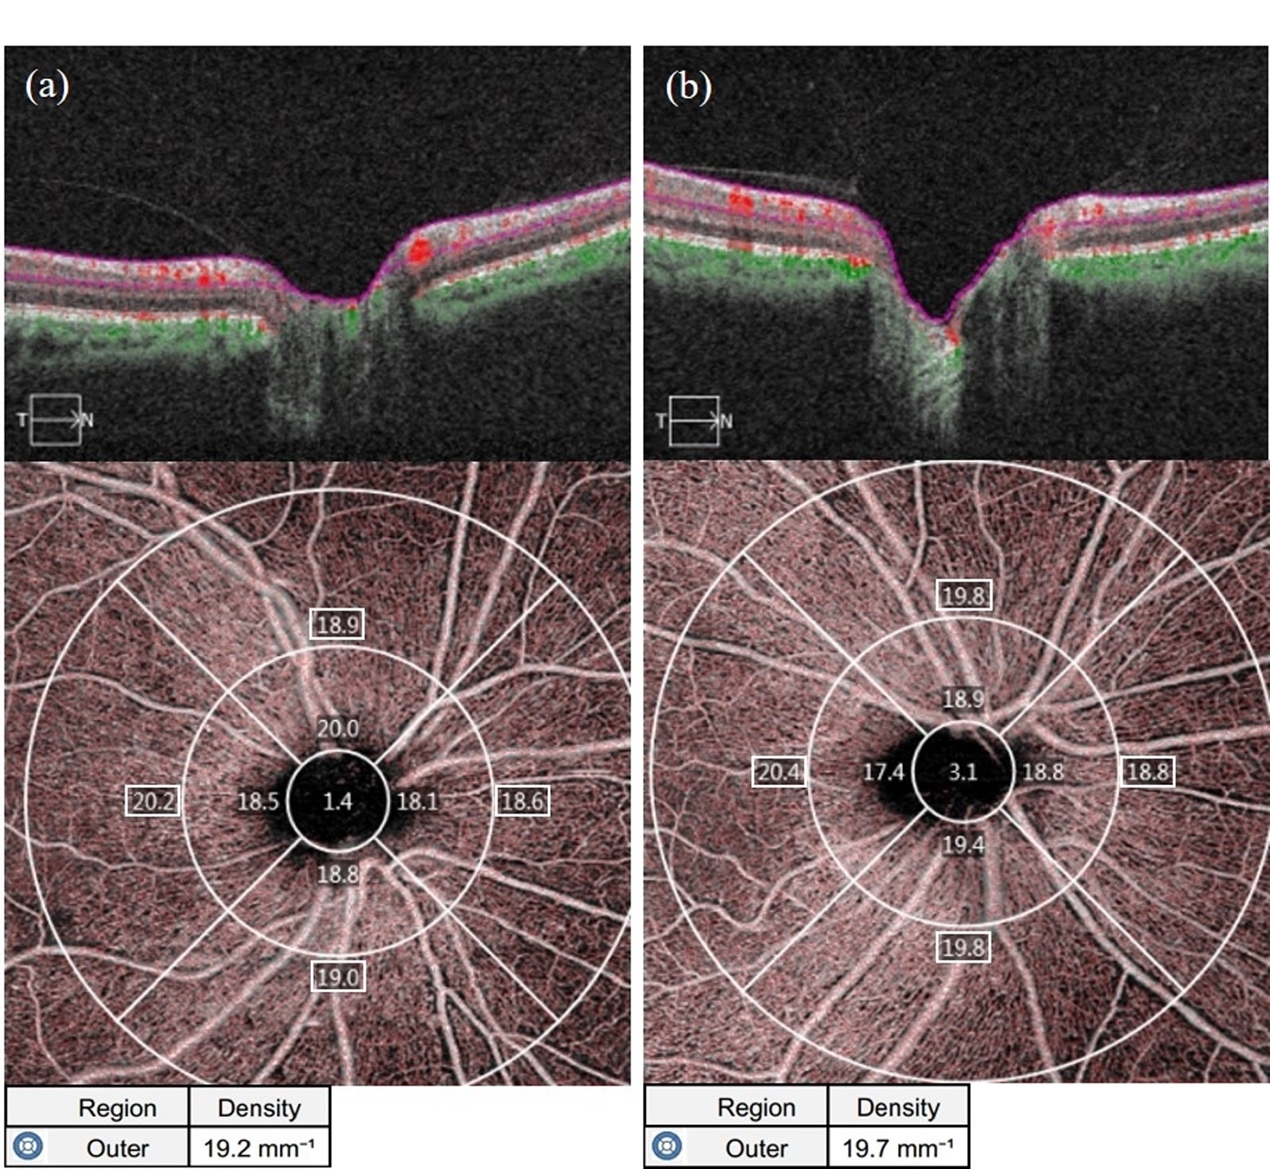 (a)
(b)
T N
T N
18.9
20.0
20.2 18.5 1.4 18.1 18.6
18.8
19.0
19.8
18.9
20.4 17.4 3.1 18.8 18.8
19.4
19.8
Region Density
Outer 19.2 mm⁻¹
Region Density
Outer 19.7 mm⁻¹